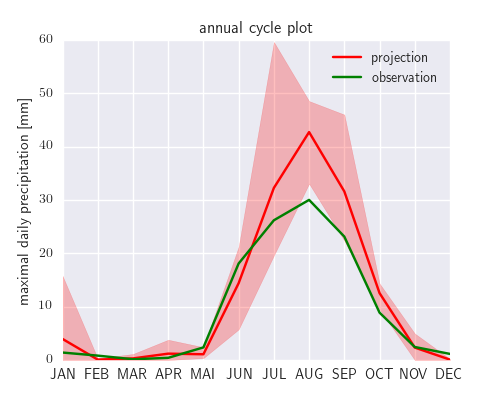 annual cycle plot
projection
observation
maximal daily precipitation [mm]
60
50
40
30
20
10
0
JAN FEB MAR APR MAI JUN JUL AUG SEP OCT NOV DEC